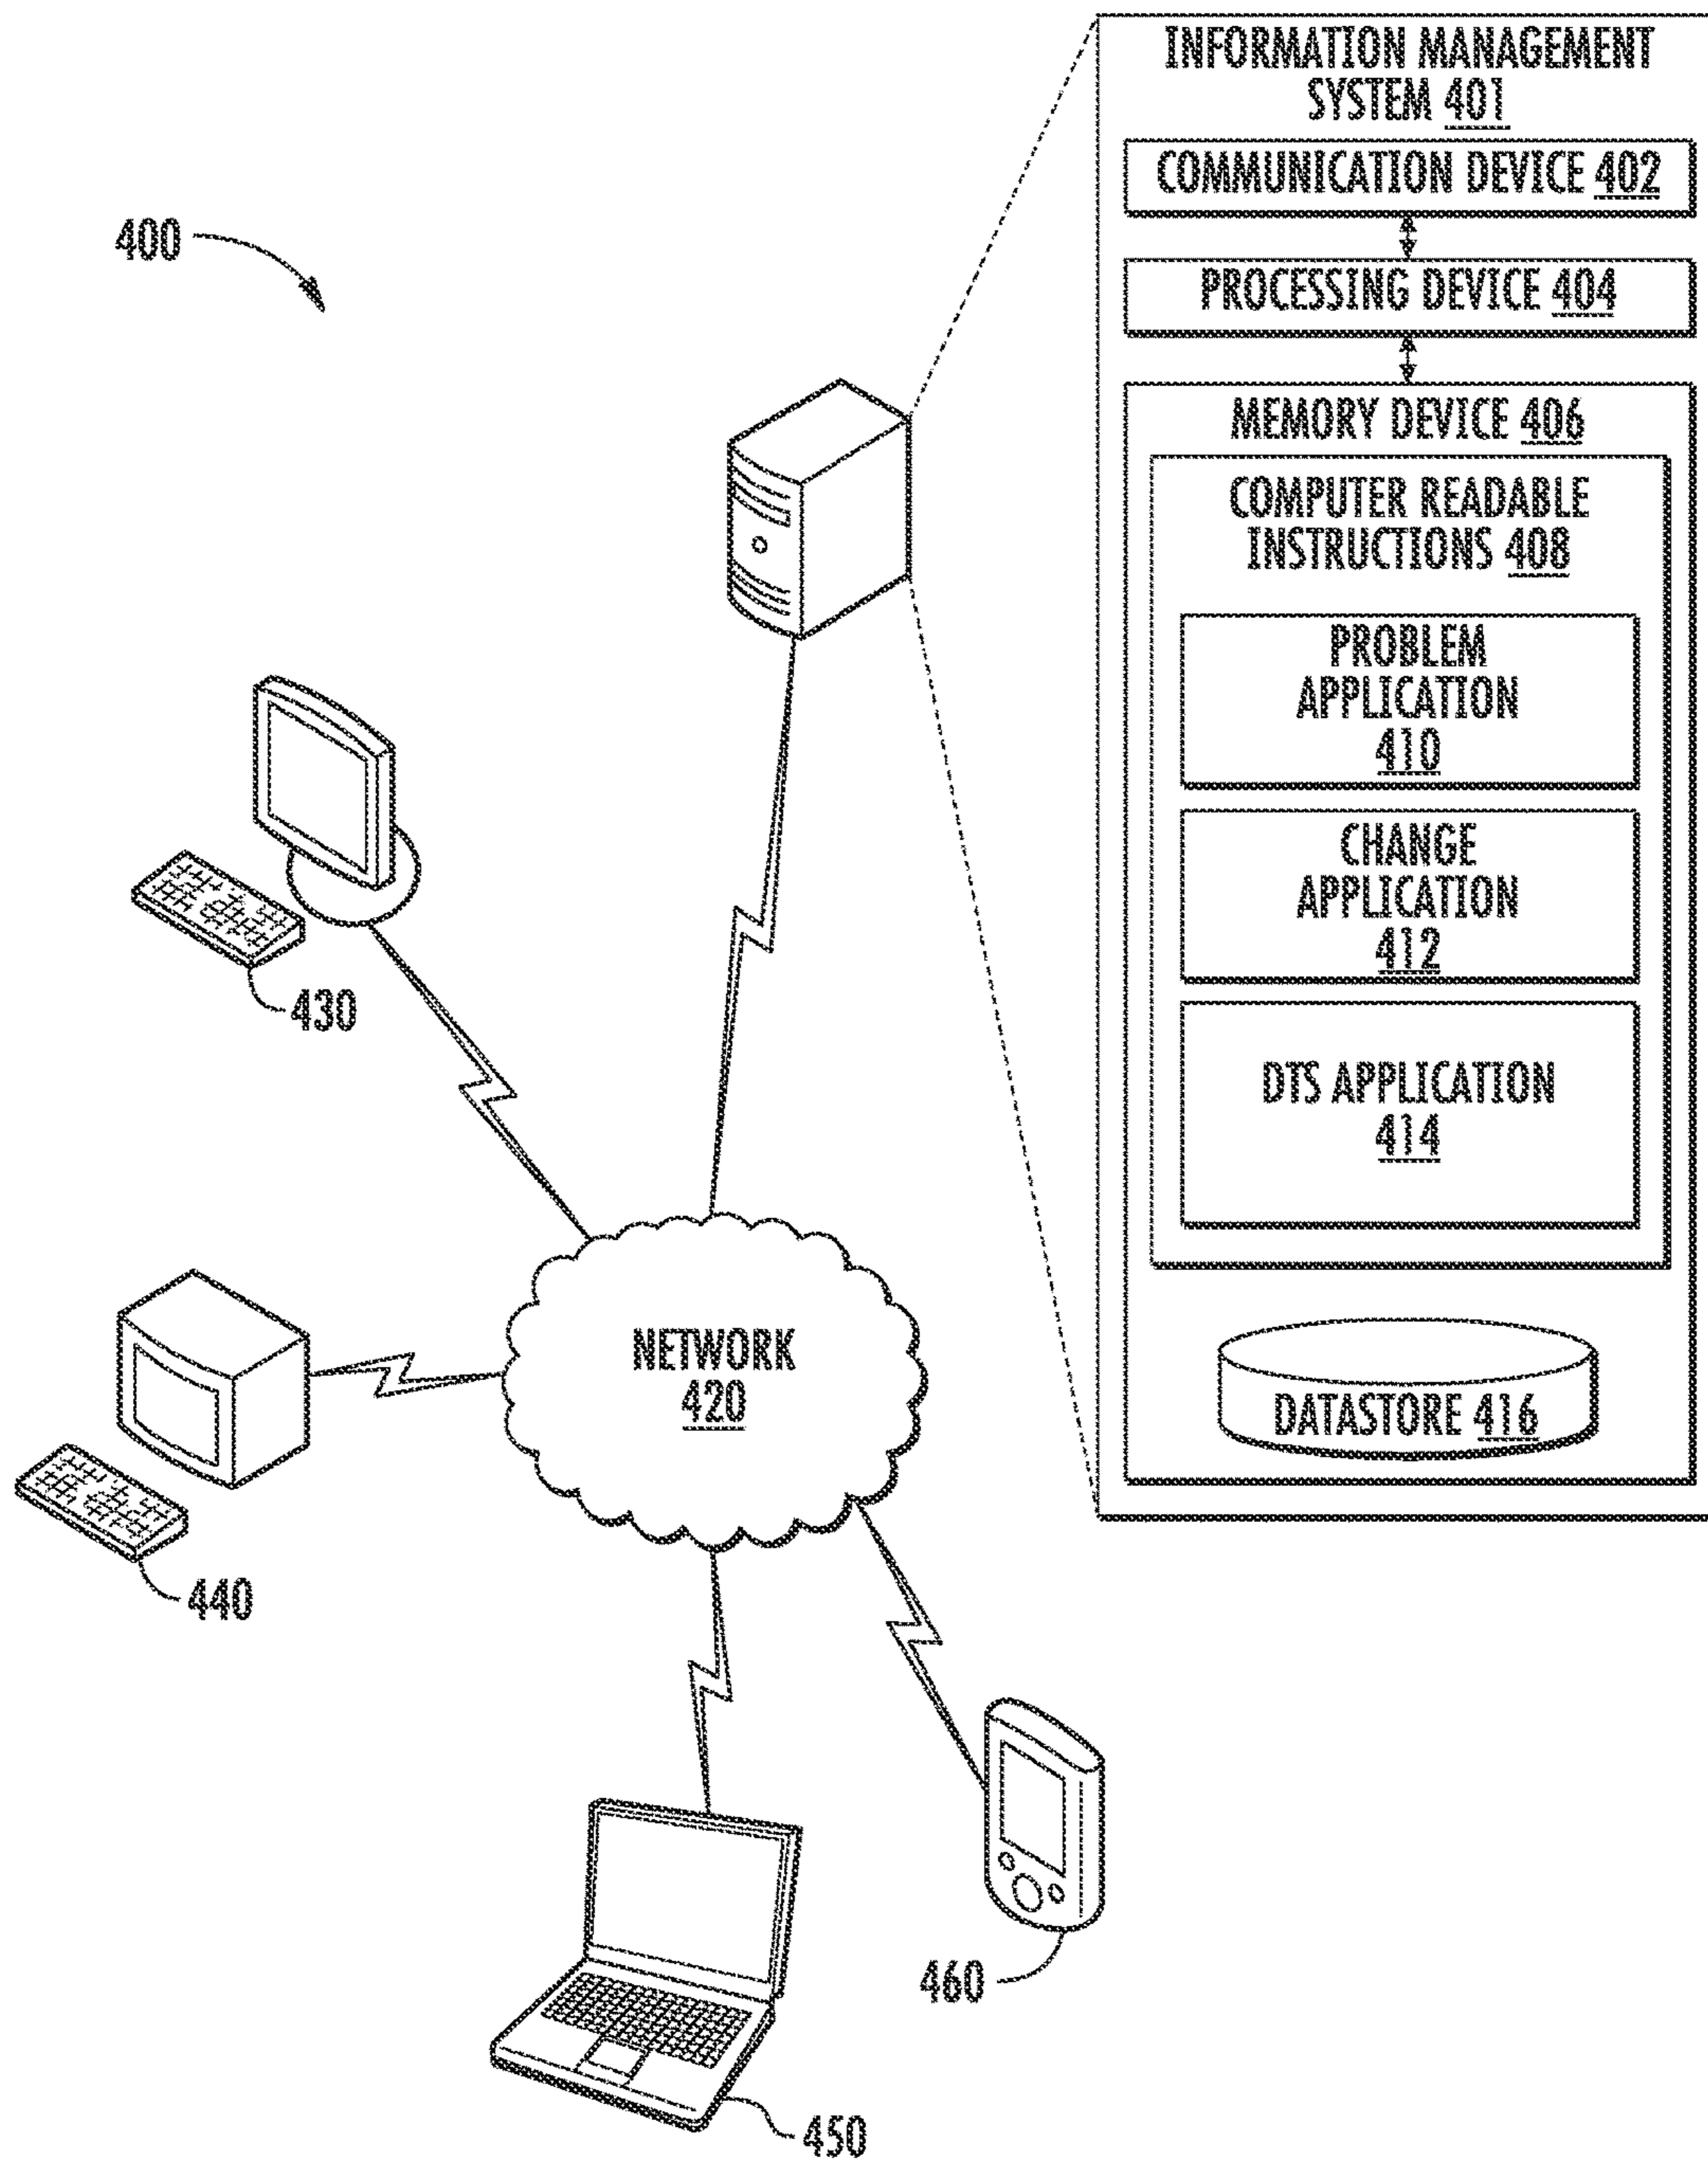 INFORMATION MANAGEMENT
SYSTEM 401
COMMUNICATION DEVICE 402
400
PROCESSING DEVICE 404
MEMORY DEVICE 406
COMPUTER READABLE
INSTRUCTIONS 408
PROBLEM
APPLICATION
410
CHANGE
APPLICATION
412
430
DTS APPLICATION
414
NETWORK
420
DATASTORE 416
440
460
450